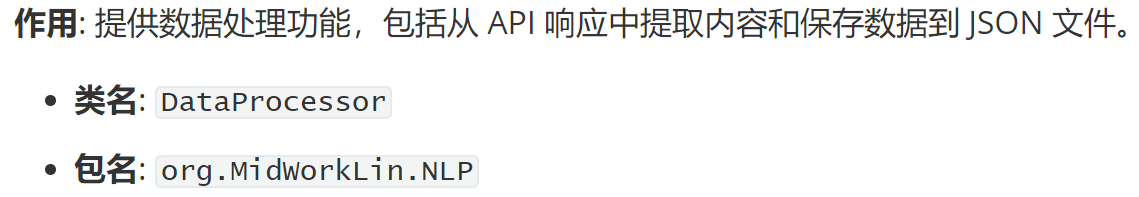 作用: 提供数据处理功能，包括从 API 响应中提取内容和保存数据到 JSON 文件。
• 类名: DataProcessor
• 包名: org.MidWorkLin.NLP